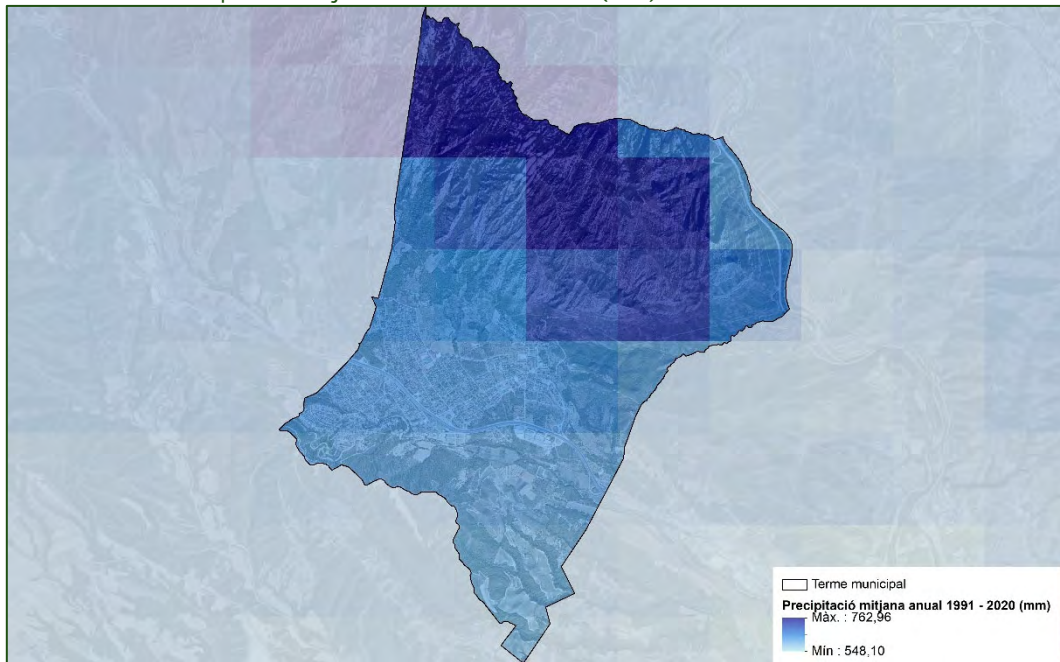 Terme municipal
Precipitació mitjana anual 1991 - 2020 (mm)
Màx. : 762,96
Mín : 548,10